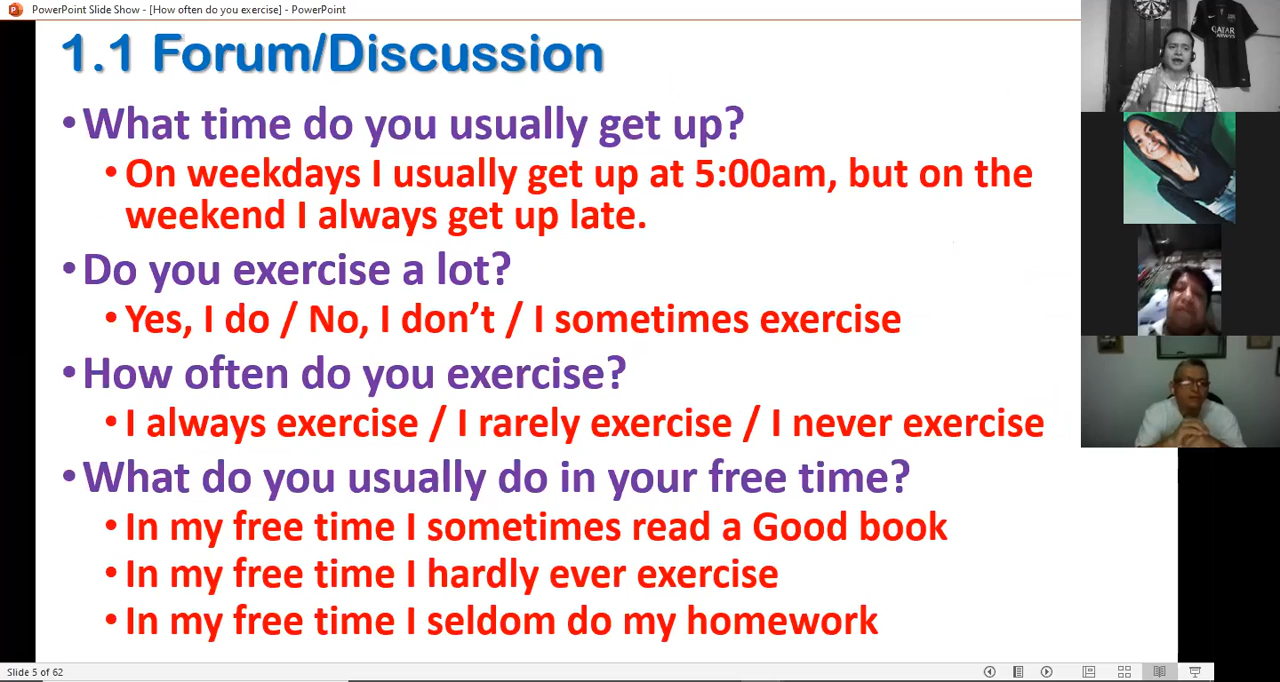 PowerPoint Slide Show - [How often do you exercise] - PowerPoint
1.1 Forum/Discussion
• What time do you usually get up?
• On weekdays I usually get up at 5:00am, but on the
weekend I always get up late.
• Do you exercise a lot?
• Yes, I do / No, I don't / I sometimes exercise
• How often do you exercise?
• I always exercise / I rarely exercise / I never exercise
• What do you usually do in your free time?
• In my free time I sometimes read a Good book
• In my free time I hardly ever exercise
• In my free time I seldom do my homework
Slide 5 of 62
QATAR
AIRWAYS